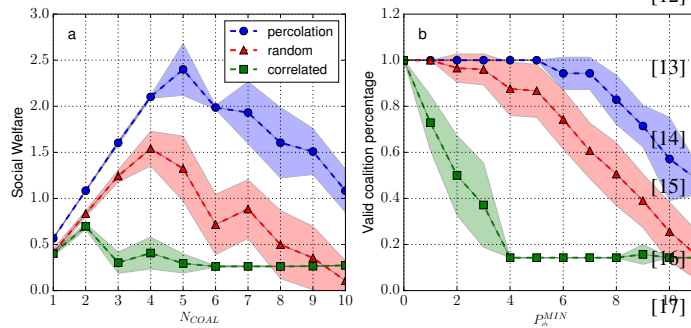 [12]
a
b
percolation
random
correlated
Social Welfare
3.0
2.5
2.0
1.5
1.0
0.5
0.0
1 2 3 4 5 6 7 8 9 10
N_COAL
Valid coalition percentage
1.2
1.0
0.8
0.6
0.4
0.2
0.0
0 2 4 6 8 10
P_ϕ^MIN
[13]
[14]
[15]
[16]
[17]